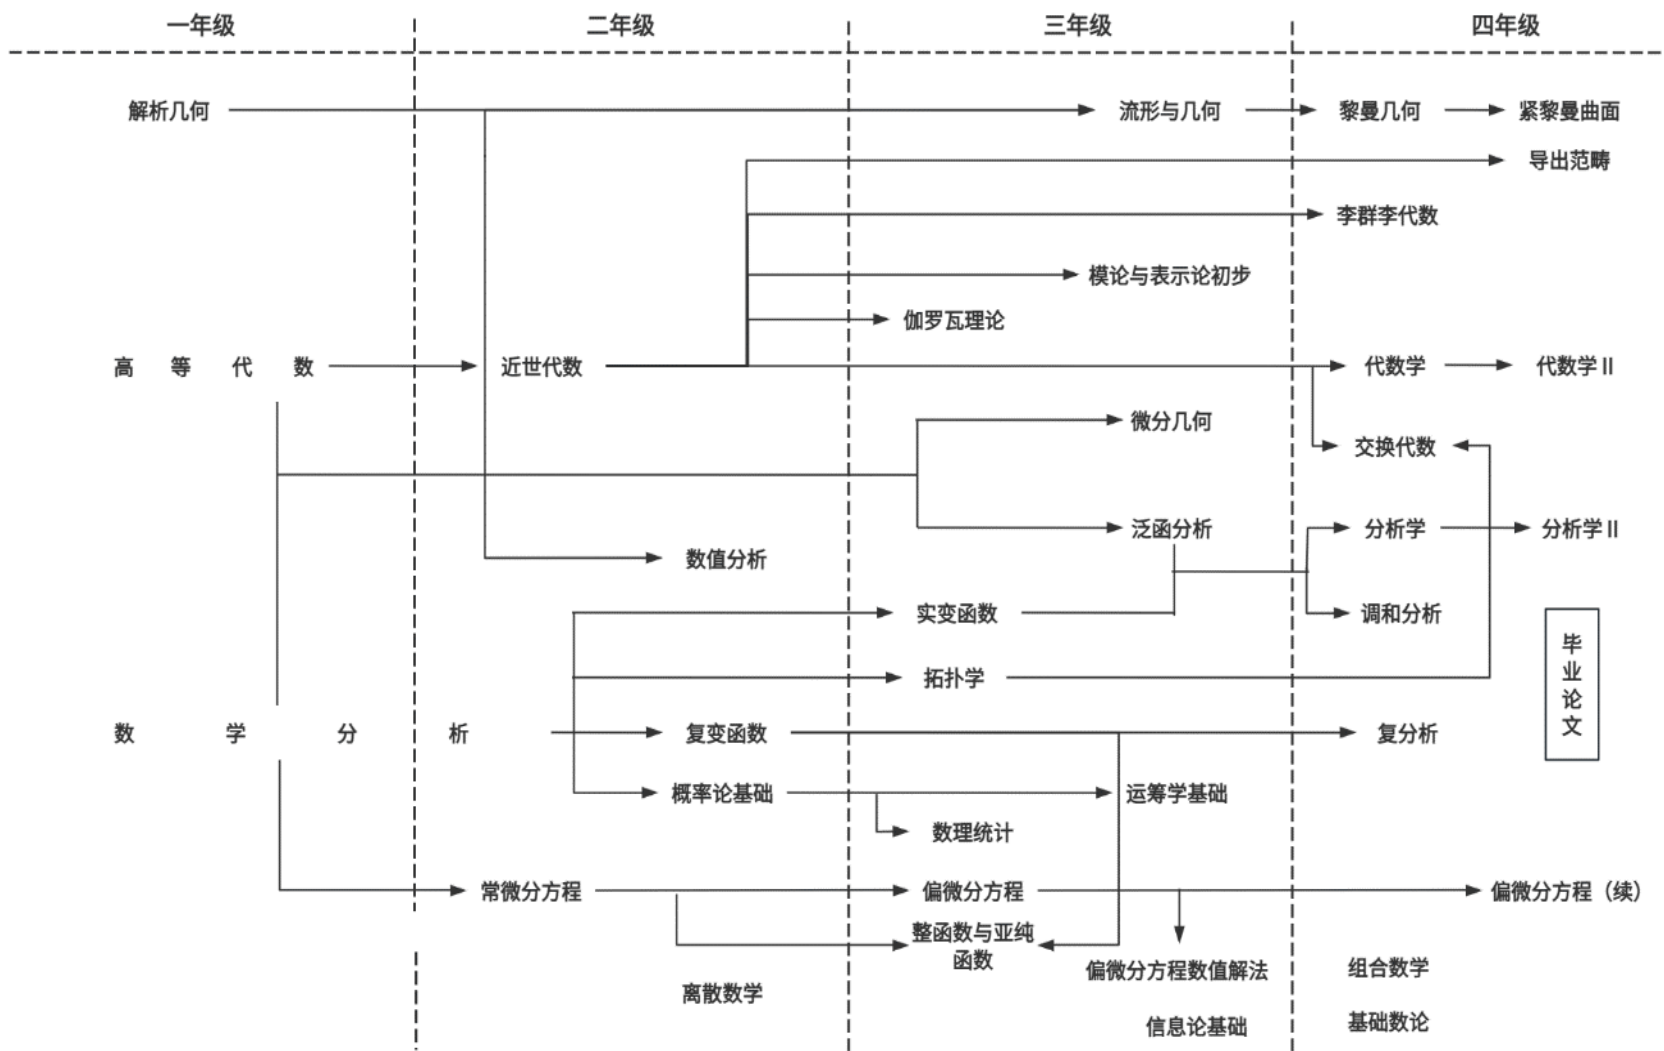 一年级 二年级 三年级 四年级
解析几何 流形与几何 黎曼几何 紧黎曼曲面
导出范畴
李群李代数
模论与表示论初步
伽罗瓦理论
高等代数 近世代数 代数学 代数学Ⅱ
微分几何
交换代数
泛函分析 分析学 分析学Ⅱ
数值分析
实变函数 调和分析
拓扑学
数学分析 复变函数 复分析
毕
业
论
文
概率论基础 运筹学基础
数理统计
常微分方程 偏微分方程 偏微分方程（续）
整函数与亚纯
函数
偏微分方程数值解法 组合数学
离散数学
信息论基础 基础数论